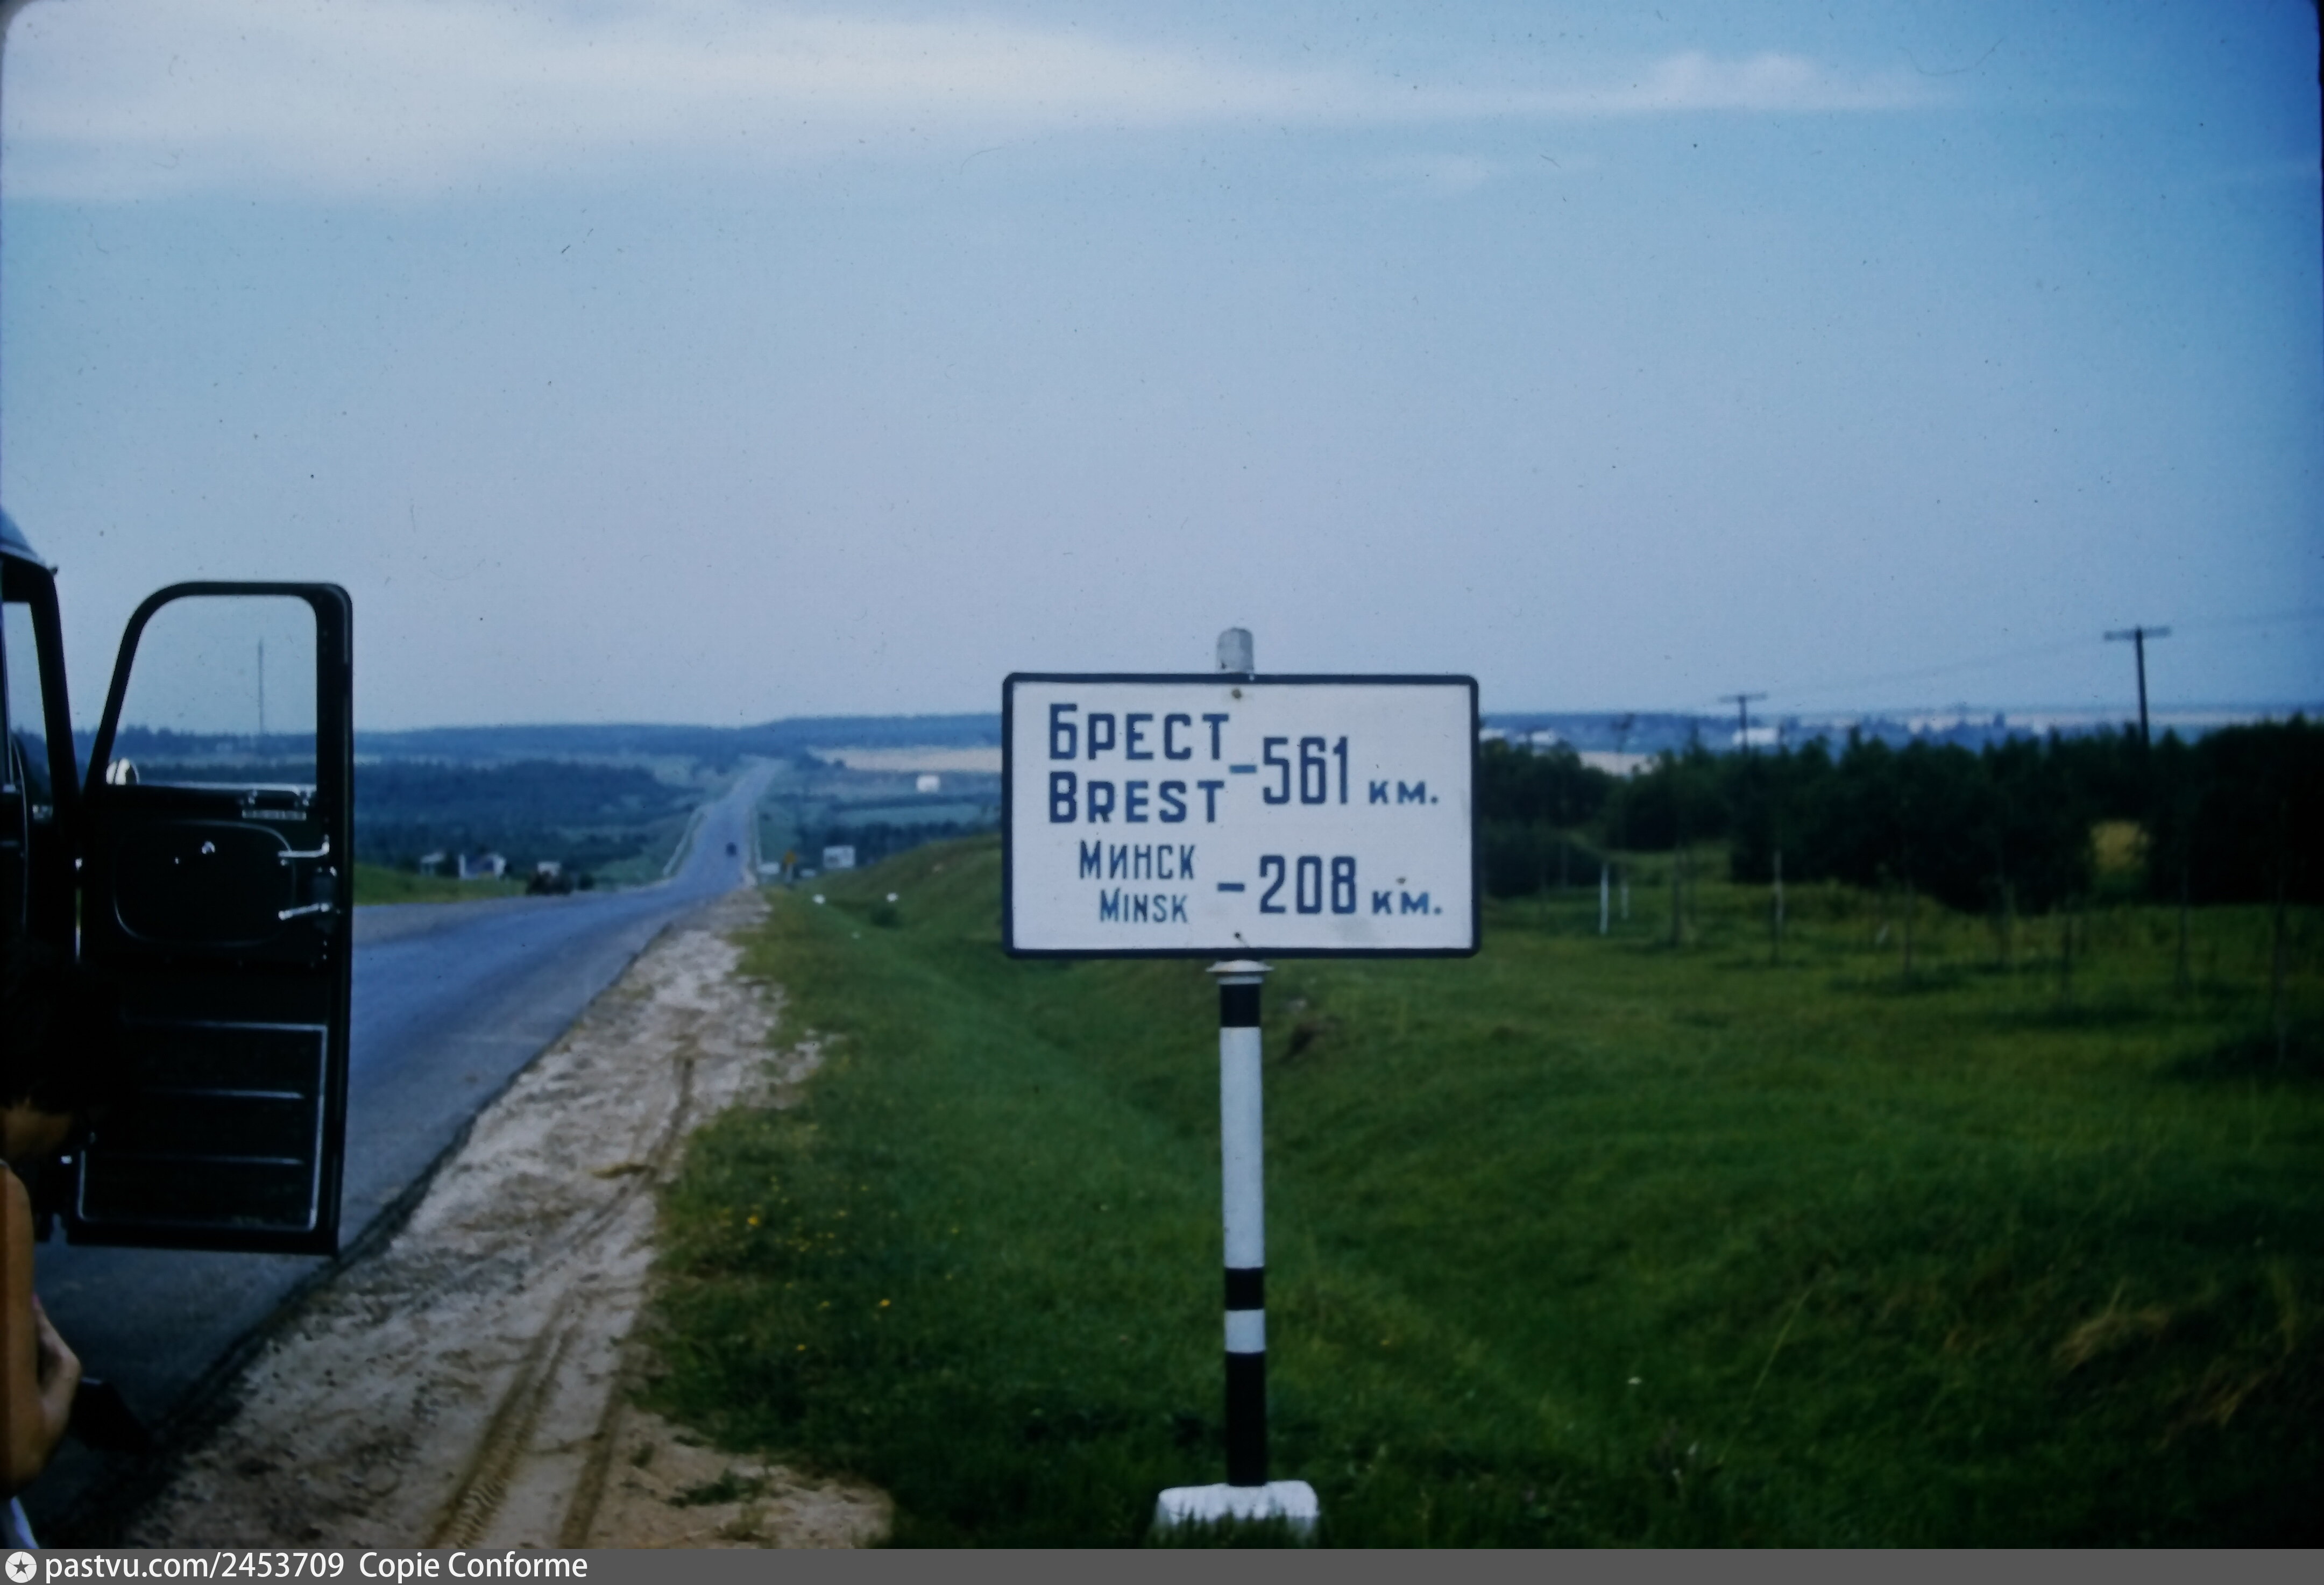 БРЕСТ
BREST
-561 км.
МИНСК
MINSK
-208 км.
pastvu.com/2453709 Copie Conforme